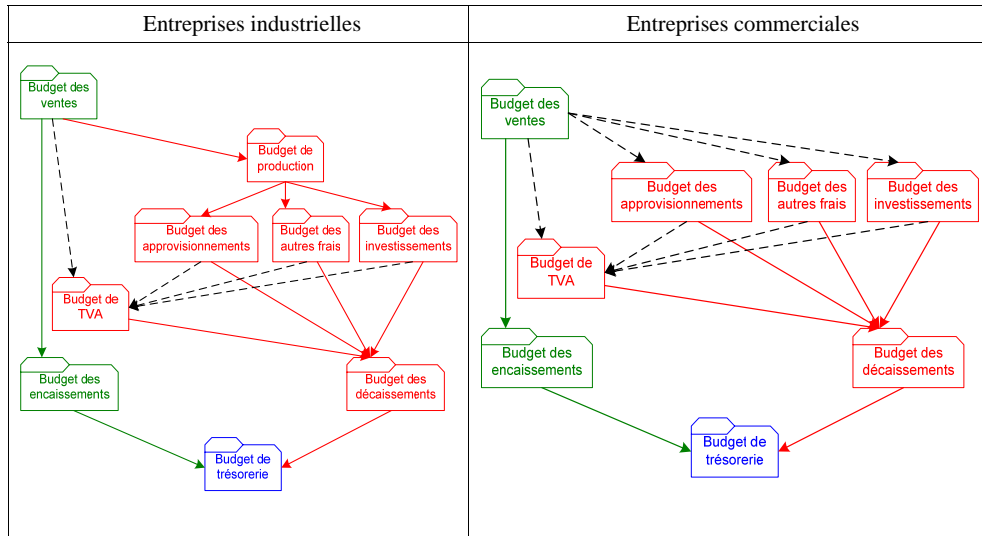 Entreprises industrielles
Budget des
ventes
Budget de
production
Budget des
approvisionnements
Budget des
autres frais
Budget des
investissements
Budget de
TVA
Budget des
encaissements
Budget des
décaissements
Budget de
trésorerie
Entreprises commerciales
Budget des
ventes
Budget des
approvisionnements
Budget des
autres frais
Budget des
investissements
Budget de
TVA
Budget des
encaissements
Budget des
décaissements
Budget de
trésorerie